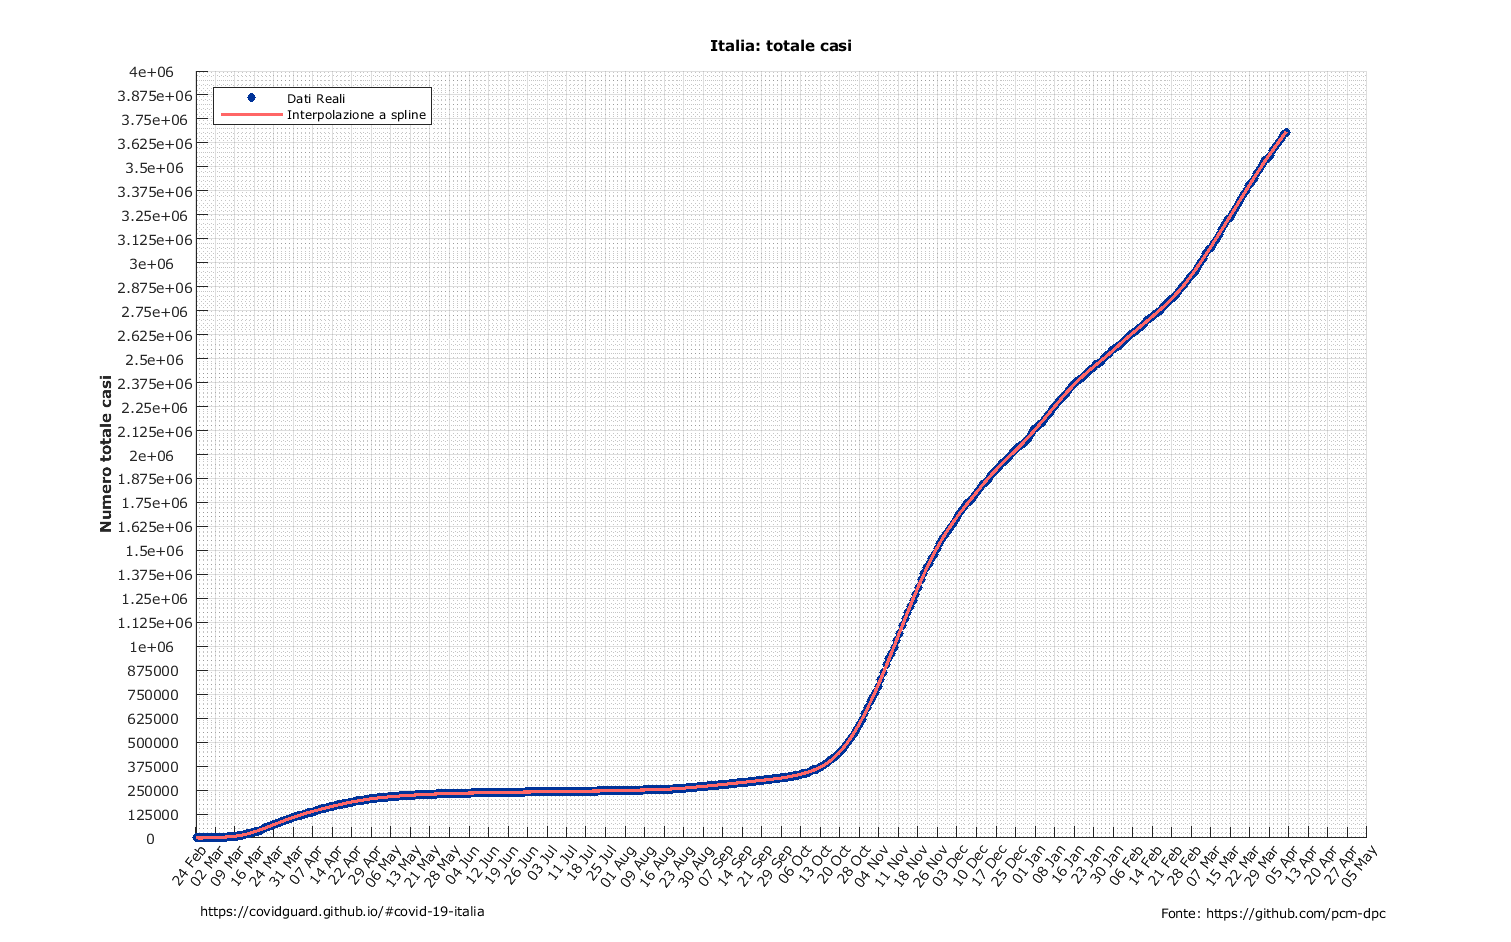 Italia: totale casi
Dati Reali
Interpolazione a spline
Numero totale casi
4e+06
3.875e+06
3.75e+06
3.625e+06
3.5e+06
3.375e+06
3.25e+06
3.125e+06
3e+06
2.875e+06
2.75e+06
2.625e+06
2.5e+06
2.375e+06
2.25e+06
2.125e+06
2e+06
1.875e+06
1.75e+06
1.625e+06
1.5e+06
1.375e+06
1.25e+06
1.125e+06
1e+06
875000
750000
625000
500000
375000
250000
125000
0
24 Feb
02 Mar
09 Mar
16 Mar
24 Mar
31 Mar
07 Apr
14 Apr
22 Apr
29 Apr
06 May
13 May
21 May
28 May
04 Jun
12 Jun
19 Jun
26 Jun
03 Jul
11 Jul
18 Jul
25 Jul
01 Aug
09 Aug
16 Aug
23 Aug
30 Aug
07 Sep
14 Sep
21 Sep
29 Sep
06 Oct
13 Oct
20 Oct
28 Oct
04 Nov
11 Nov
18 Nov
26 Nov
03 Dec
10 Dec
17 Dec
25 Dec
01 Jan
08 Jan
16 Jan
23 Jan
30 Jan
06 Feb
14 Feb
21 Feb
28 Feb
07 Mar
15 Mar
22 Mar
29 Mar
05 Apr
13 Apr
20 Apr
27 Apr
05 May
https://covidguard.github.io/#covid-19-italia
Fonte: https://github.com/pcm-dpc